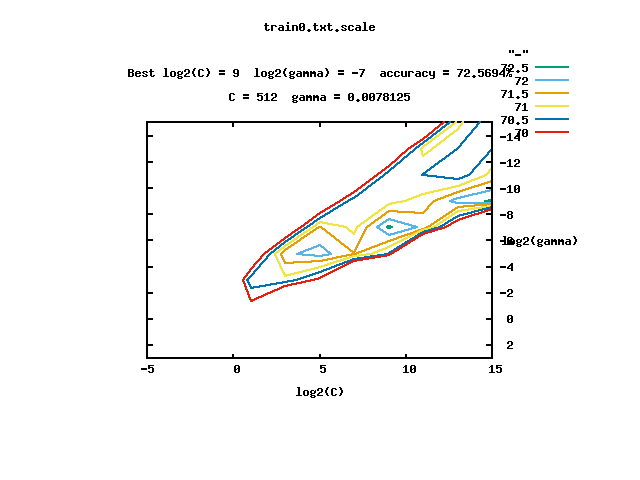 train0.txt.scale
"-"
Best log2(C) = 9  log2(gamma) = -7  accuracy = 72.5694%
72.5
72
71.5
C = 512  gamma = 0.0078125
71
70.5
70
-14
-12
-10
-8
-6
log2(gamma)
-4
-2
0
2
-5 0 5 10 15
log2(C)